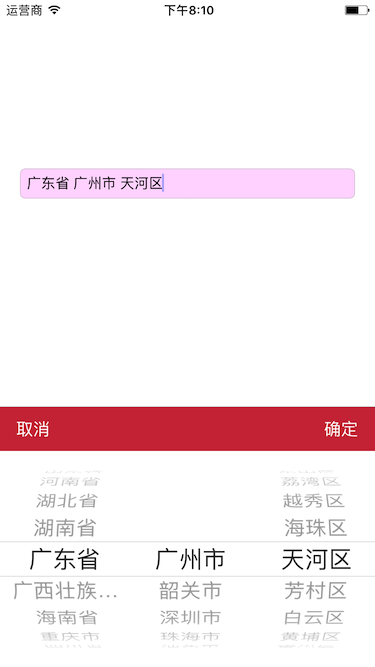 运营商 下午8:10
广东省 广州市 天河区
取消 确定
河南省 荔湾区
湖北省 越秀区
湖南省 海珠区
广东省 广州市 天河区
广西壮族... 韶关市 芳村区
海南省 深圳市 白云区
重庆市 珠海市 黄埔区